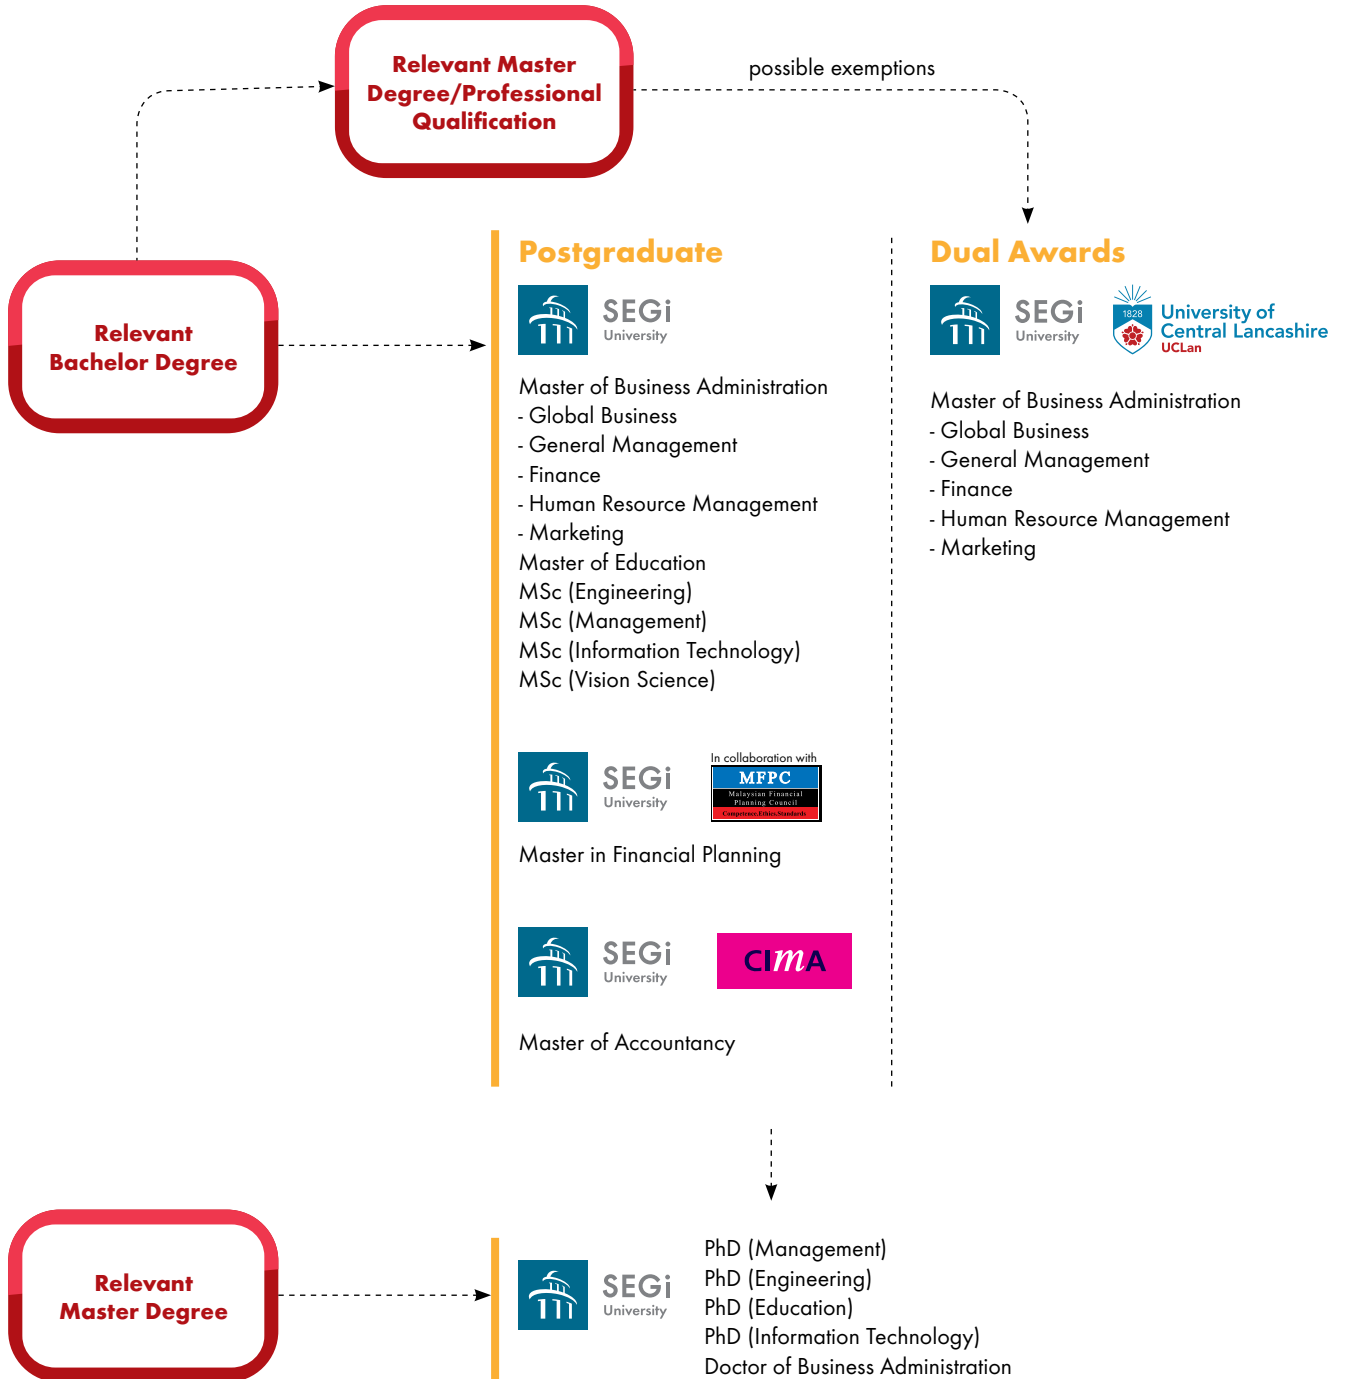 Relevant Master
Degree/Professional
Qualification
possible exemptions
Relevant
Bachelor Degree
Postgraduate
SEGi
University
Master of Business Administration
- Global Business
- General Management
- Finance
- Human Resource Management
- Marketing
Master of Education
MSc (Engineering)
MSc (Management)
MSc (Information Technology)
MSc (Vision Science)
SEGi
University
In collaboration with
MFPC
Malaysian Financial
Planning Council
Competence.Ethics.Standards
Master in Financial Planning
SEGi
University
CIMA
Master of Accountancy
Dual Awards
SEGi
University
1828
University of
Central Lancashire
UCLan
Master of Business Administration
- Global Business
- General Management
- Finance
- Human Resource Management
- Marketing
Relevant
Master Degree
SEGi
University
PhD (Management)
PhD (Engineering)
PhD (Education)
PhD (Information Technology)
Doctor of Business Administration